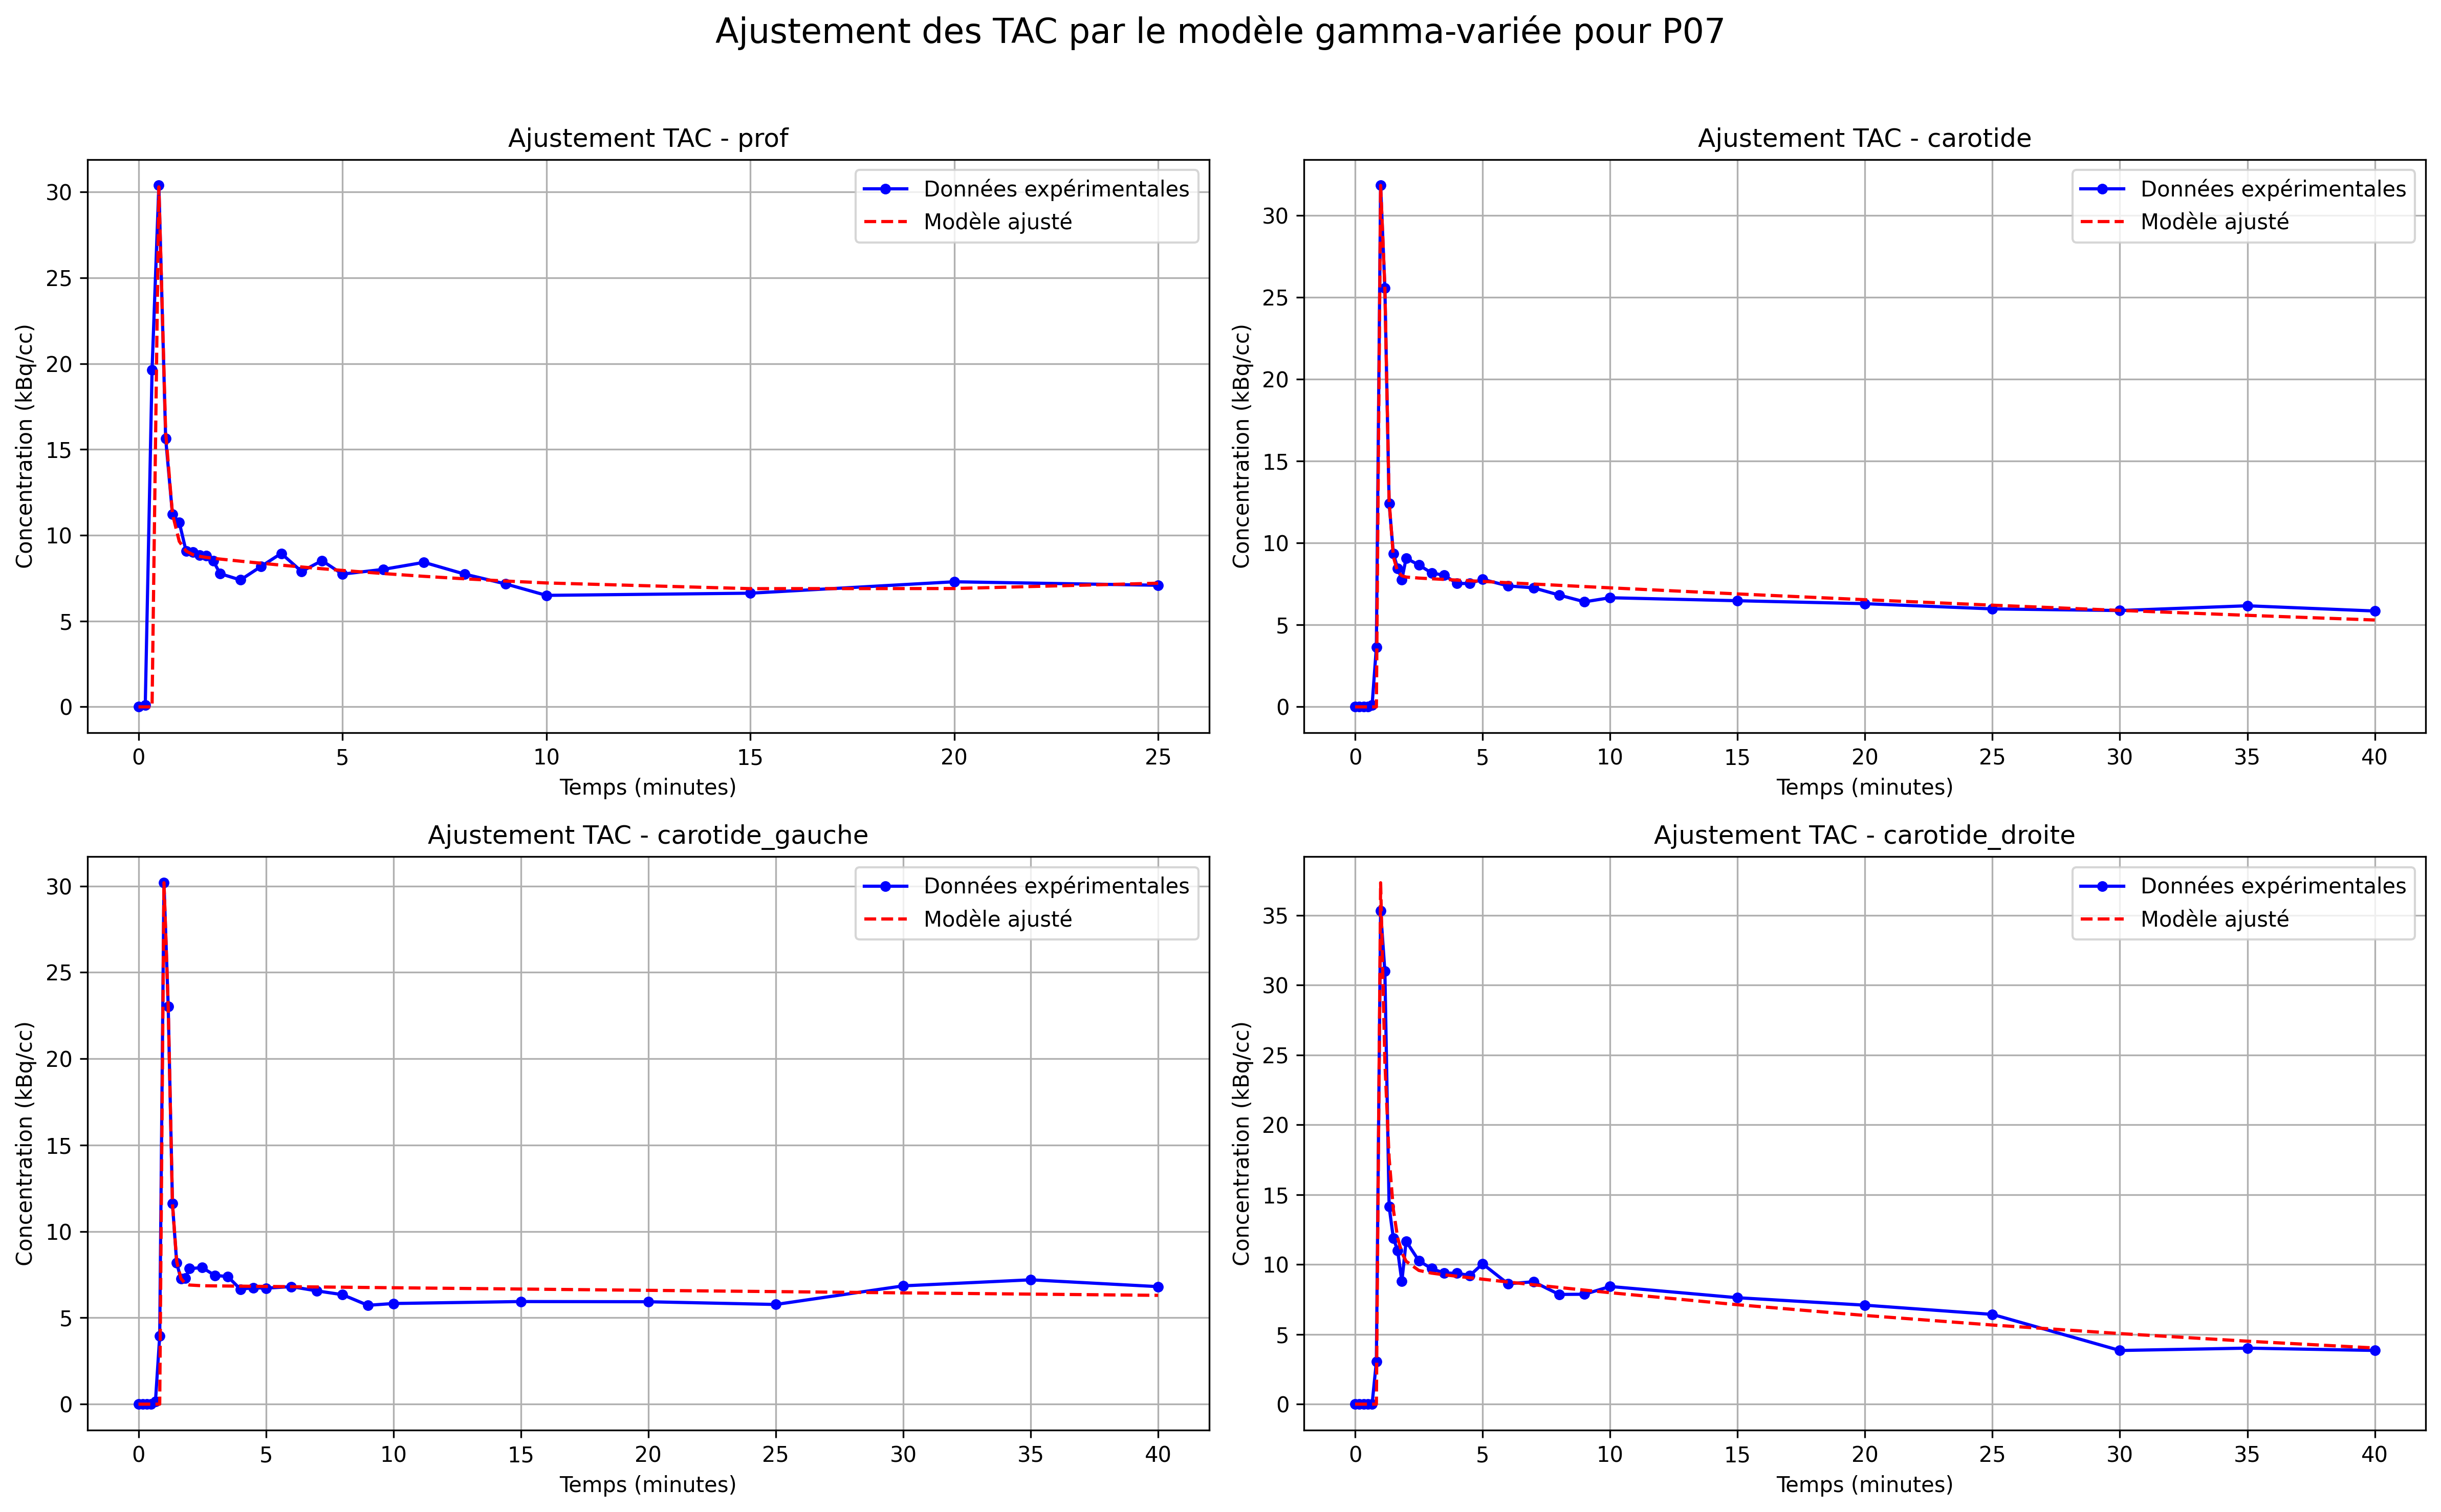 Ajustement des TAC par le modèle gamma-variée pour P07
Ajustement TAC - prof
Concentration (kBq/cc)
30
25
20
15
10
5
0
Données expérimentales
Modèle ajusté
0 5 10 15 20 25
Temps (minutes)
Ajustement TAC - carotide
Concentration (kBq/cc)
30
25
20
15
10
5
0
Données expérimentales
Modèle ajusté
0 5 10 15 20 25 30 35 40
Temps (minutes)
Ajustement TAC - carotide_gauche
Concentration (kBq/cc)
30
25
20
15
10
5
0
Données expérimentales
Modèle ajusté
0 5 10 15 20 25 30 35 40
Temps (minutes)
Ajustement TAC - carotide_droite
Concentration (kBq/cc)
35
30
25
20
15
10
5
0
Données expérimentales
Modèle ajusté
0 5 10 15 20 25 30 35 40
Temps (minutes)